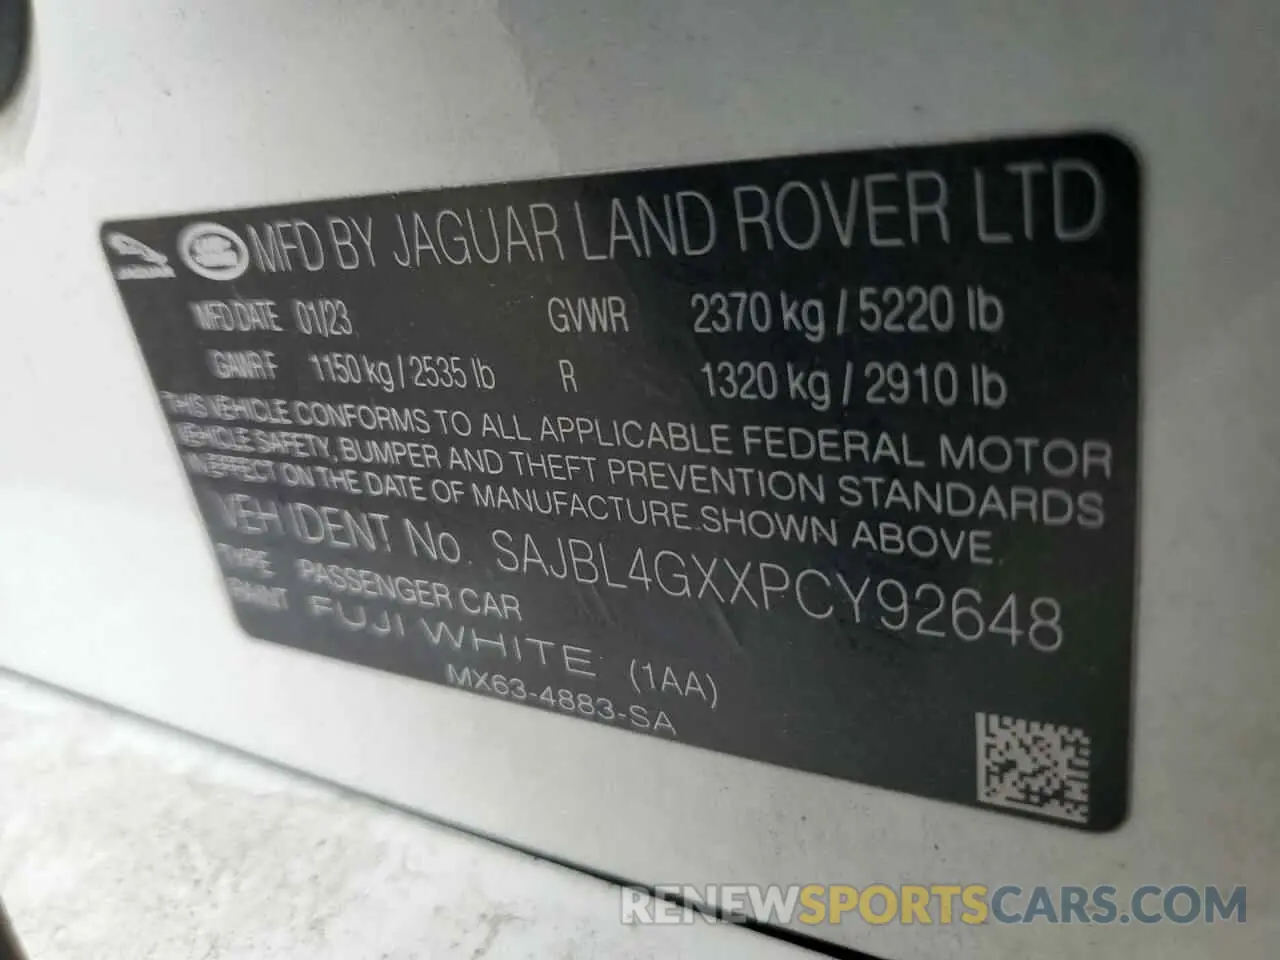 JAGUAR MFD BY JAGUAR LAND ROVER LTD
MFD DATE 01/23 GVWR 2370 kg / 5220 lb
GAWR F 1150 kg / 2535 lb R 1320 kg / 2910 lb
THIS VEHICLE CONFORMS TO ALL APPLICABLE FEDERAL MOTOR
VEHICLE SAFETY, BUMPER AND THEFT PREVENTION STANDARDS
IN EFFECT ON THE DATE OF MANUFACTURE SHOWN ABOVE.
VEH IDENT No. SAJBL4GXXPCY92648
TYPE PASSENGER CAR
PAINT FUJI WHITE (1AA)
MX63-4883-SA
RENEWSPORTSCARS.COM